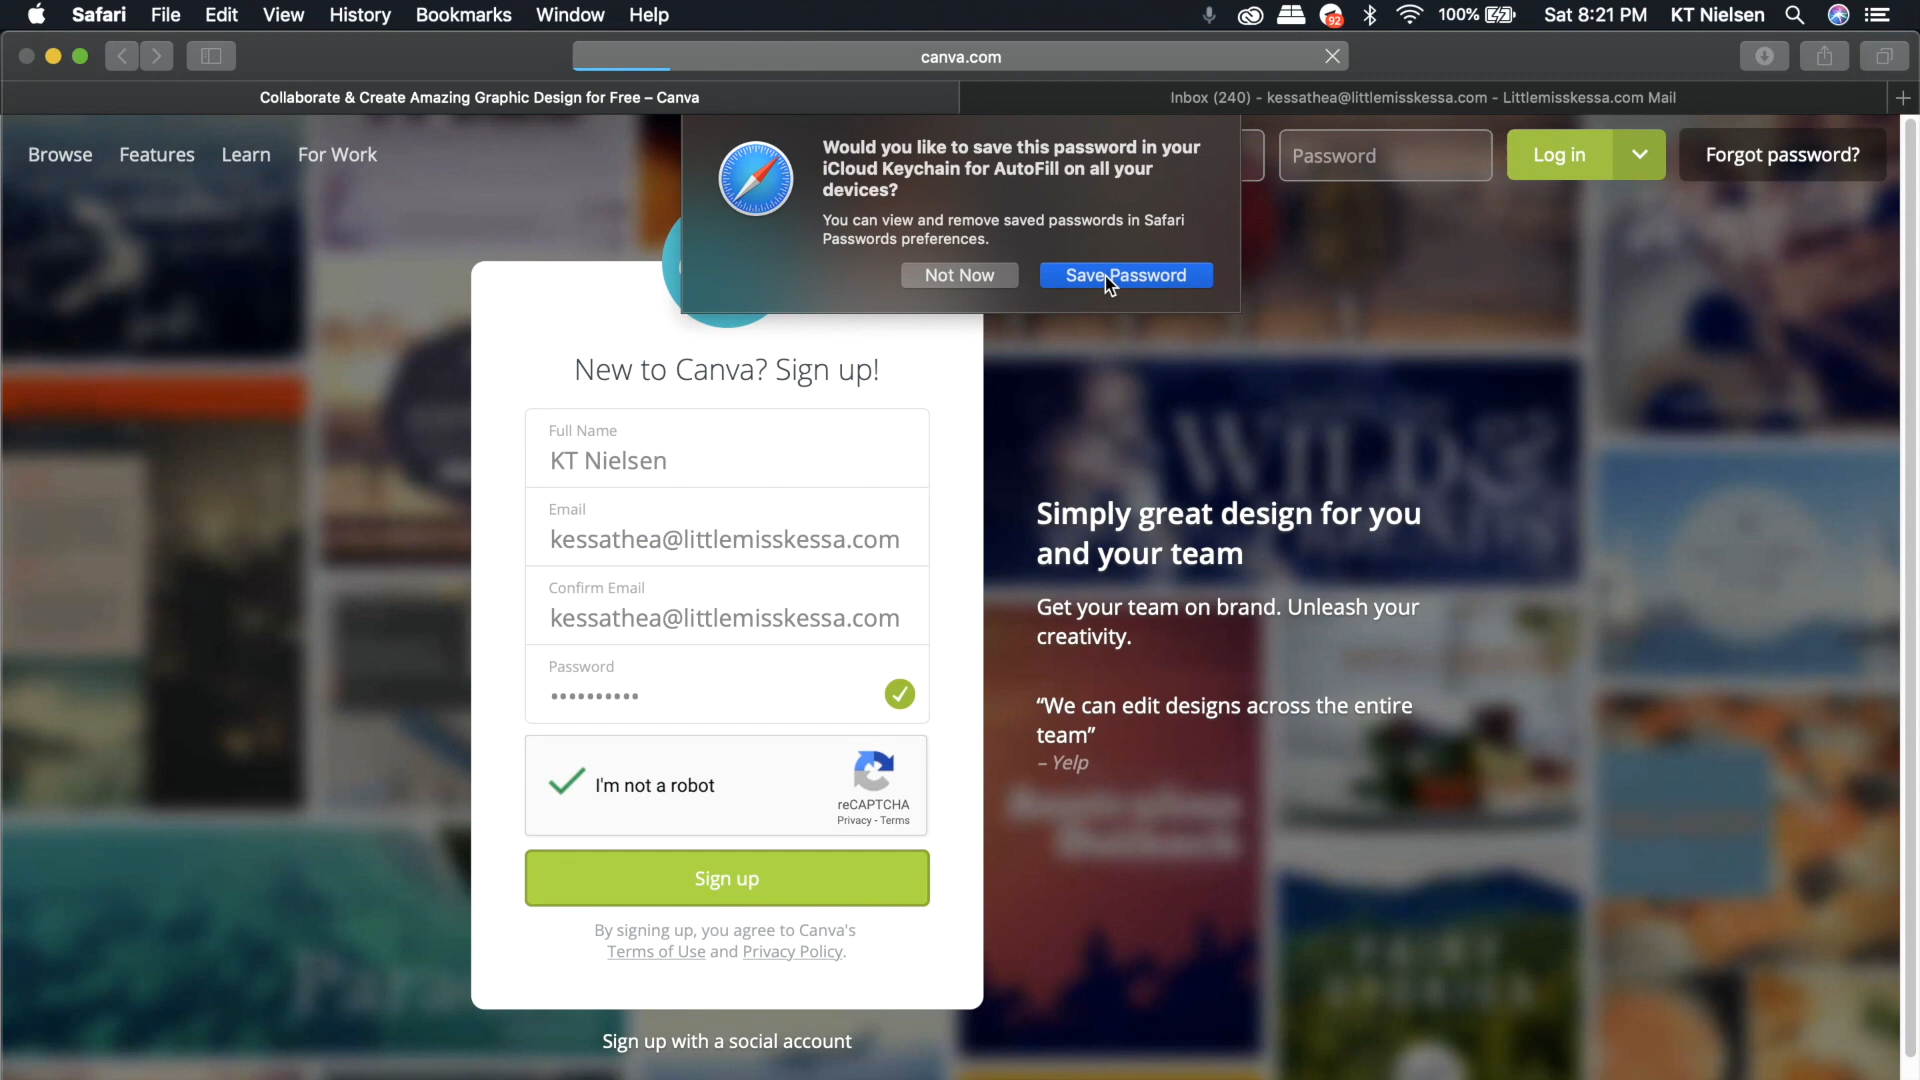 Safari File Edit View History Bookmarks Window Help
92 100% Sat 8:21 PM KT Nielsen
canva.com
Collaborate & Create Amazing Graphic Design for Free – Canva
Inbox (240) - kessathea@littlemisskessa.com - Littlemisskessa.com Mail
Browse Features Learn For Work
Password
Log in
Forgot password?
Would you like to save this password in your
iCloud Keychain for AutoFill on all your
devices?
You can view and remove saved passwords in Safari
Passwords preferences.
Not Now
Save Password
New to Canva? Sign up!
Full Name
KT Nielsen
Email
kessathea@littlemisskessa.com
Confirm Email
kessathea@littlemisskessa.com
Password
••••••••••
I'm not a robot
reCAPTCHA
Privacy - Terms
Sign up
By signing up, you agree to Canva's
Terms of Use and Privacy Policy.
Sign up with a social account
WILD &
Simply great design for you
and your team
Get your team on brand. Unleash your
creativity.
“We can edit designs across the entire
team”
– Yelp